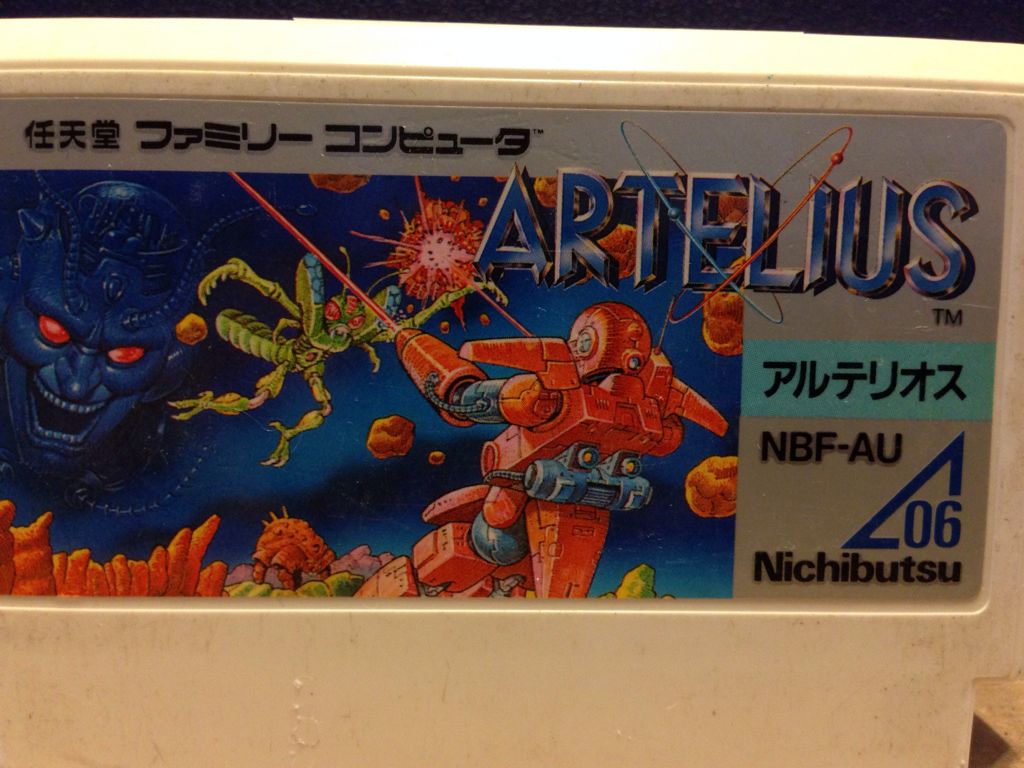 任天堂 ファミリー コンピュータ™
ARTELIUS
TM
アルテリオス
NBF-AU
06
Nichibutsu